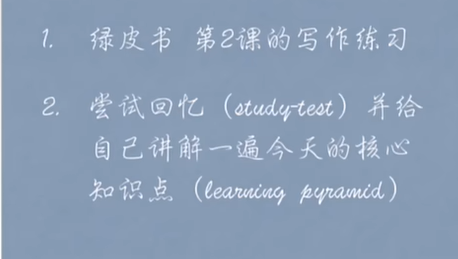 1. 绿皮书 第2课的写作练习
2. 尝试回忆（study-test）并给
自己讲解一遍今天的核心
知识点（learning pyramid）